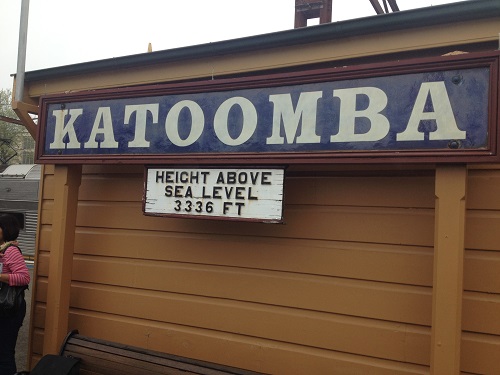 KATOOMBA
HEIGHT ABOVE
SEA LEVEL
3336 FT